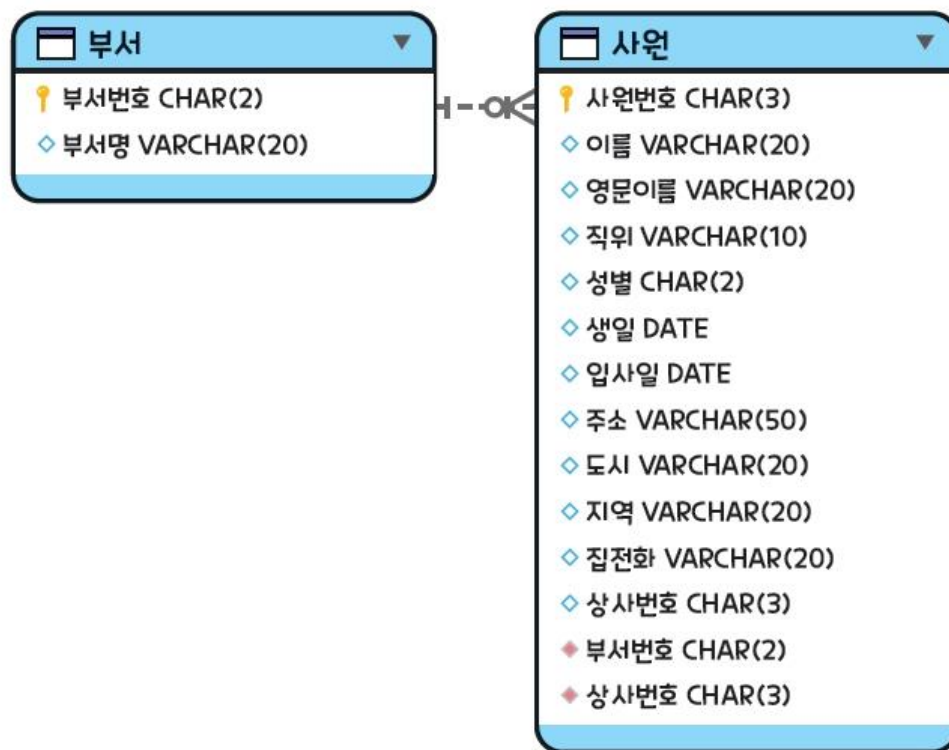 부서
부서번호 CHAR(2)
부서명 VARCHAR(20)
사원
사원번호 CHAR(3)
이름 VARCHAR(20)
영문이름 VARCHAR(20)
직위 VARCHAR(10)
성별 CHAR(2)
생일 DATE
입사일 DATE
주소 VARCHAR(50)
도시 VARCHAR(20)
지역 VARCHAR(20)
집전화 VARCHAR(20)
상사번호 CHAR(3)
부서번호 CHAR(2)
상사번호 CHAR(3)